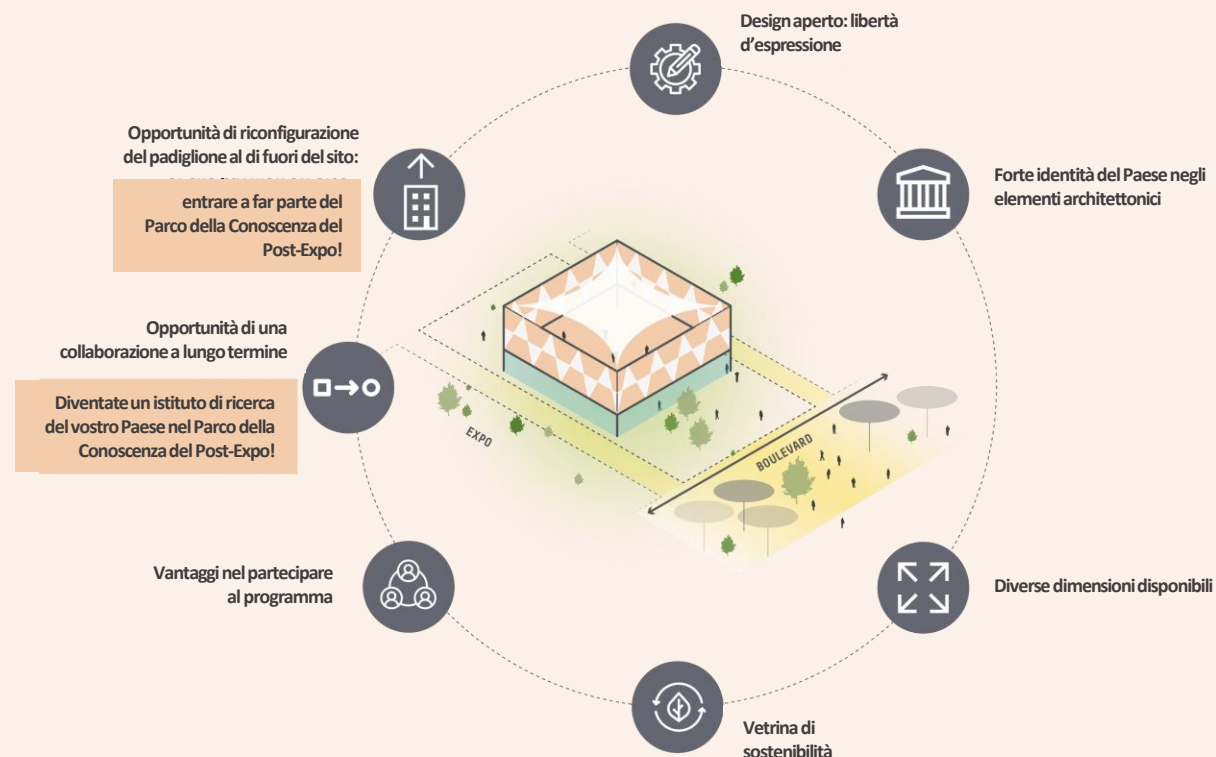 Design aperto: libertà
d’espressione
Opportunità di riconfigurazione
del padiglione al di fuori del sito:
entrare a far parte del
Parco della Conoscenza del
Post-Expo!
Forte identità del Paese negli
elementi architettonici
Opportunità di una
collaborazione a lungo termine
Diventate un istituto di ricerca
del vostro Paese nel Parco della
Conoscenza del Post-Expo!
EXPO
BOULEVARD
Vantaggi nel partecipare
al programma
Diverse dimensioni disponibili
Vetrina di
sostenibilità